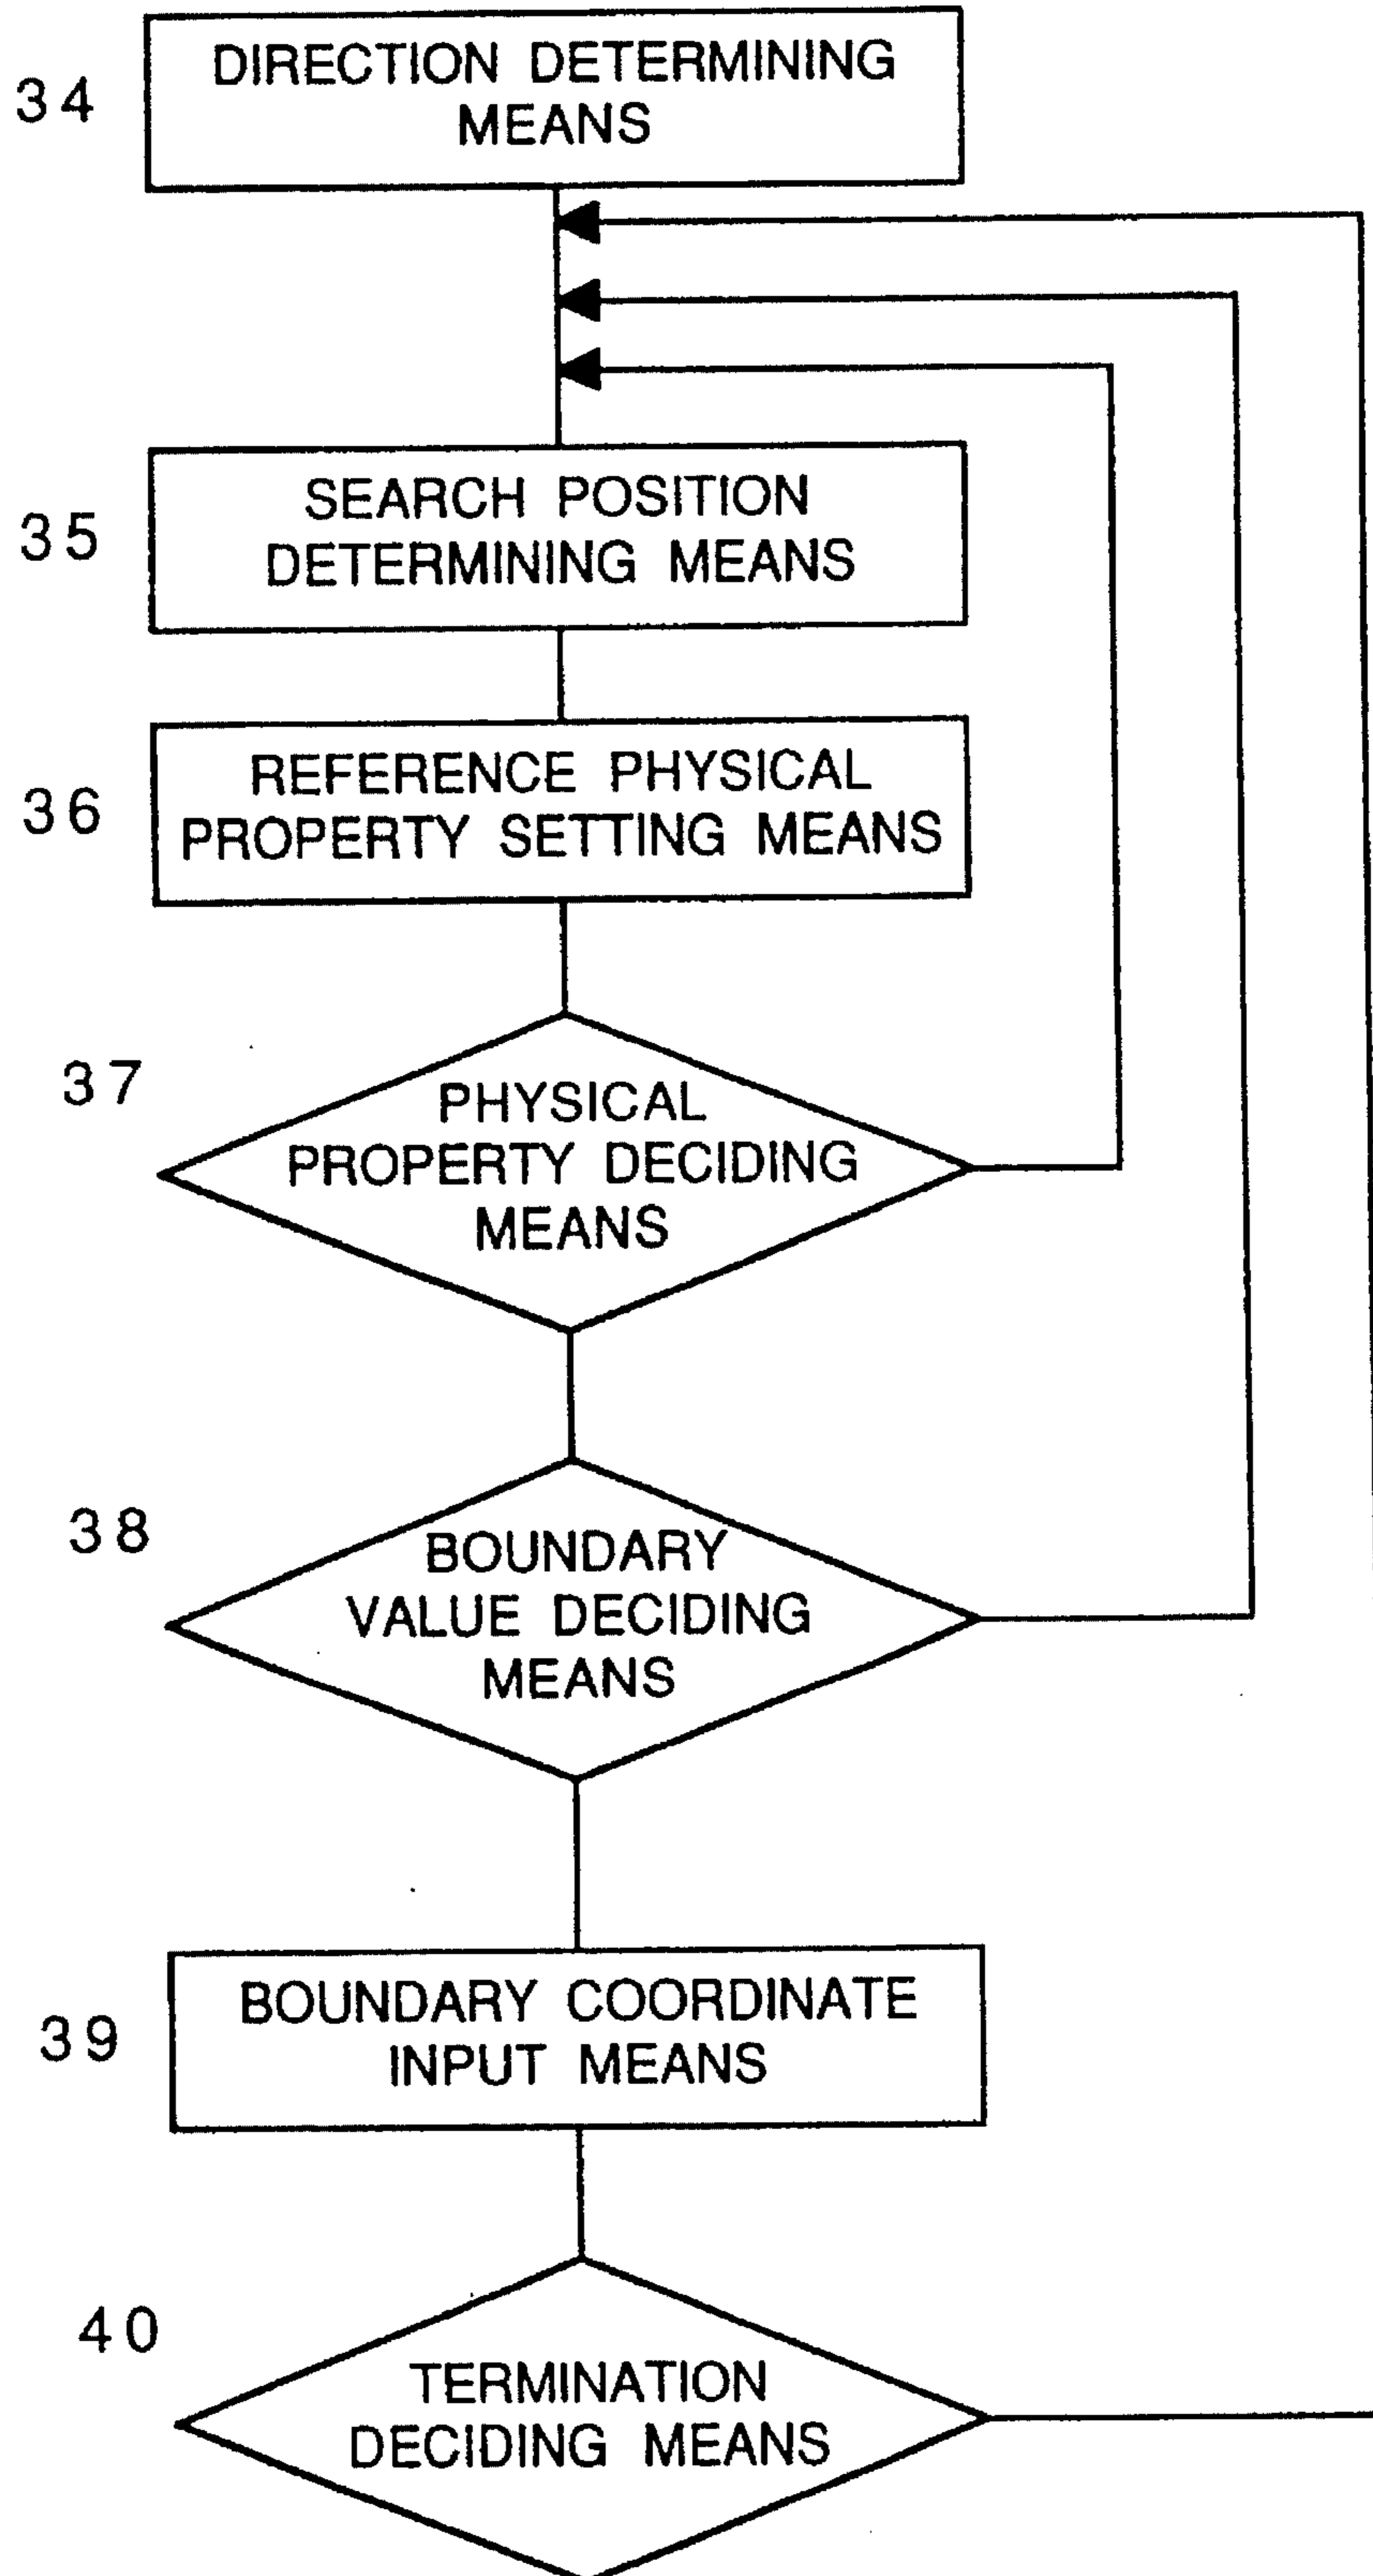 34
DIRECTION DETERMINING
MEANS
35
SEARCH POSITION
DETERMINING MEANS
36
REFERENCE PHYSICAL
PROPERTY SETTING MEANS
37
PHYSICAL
PROPERTY DECIDING
MEANS
38
BOUNDARY
VALUE DECIDING
MEANS
39
BOUNDARY COORDINATE
INPUT MEANS
40
TERMINATION
DECIDING MEANS